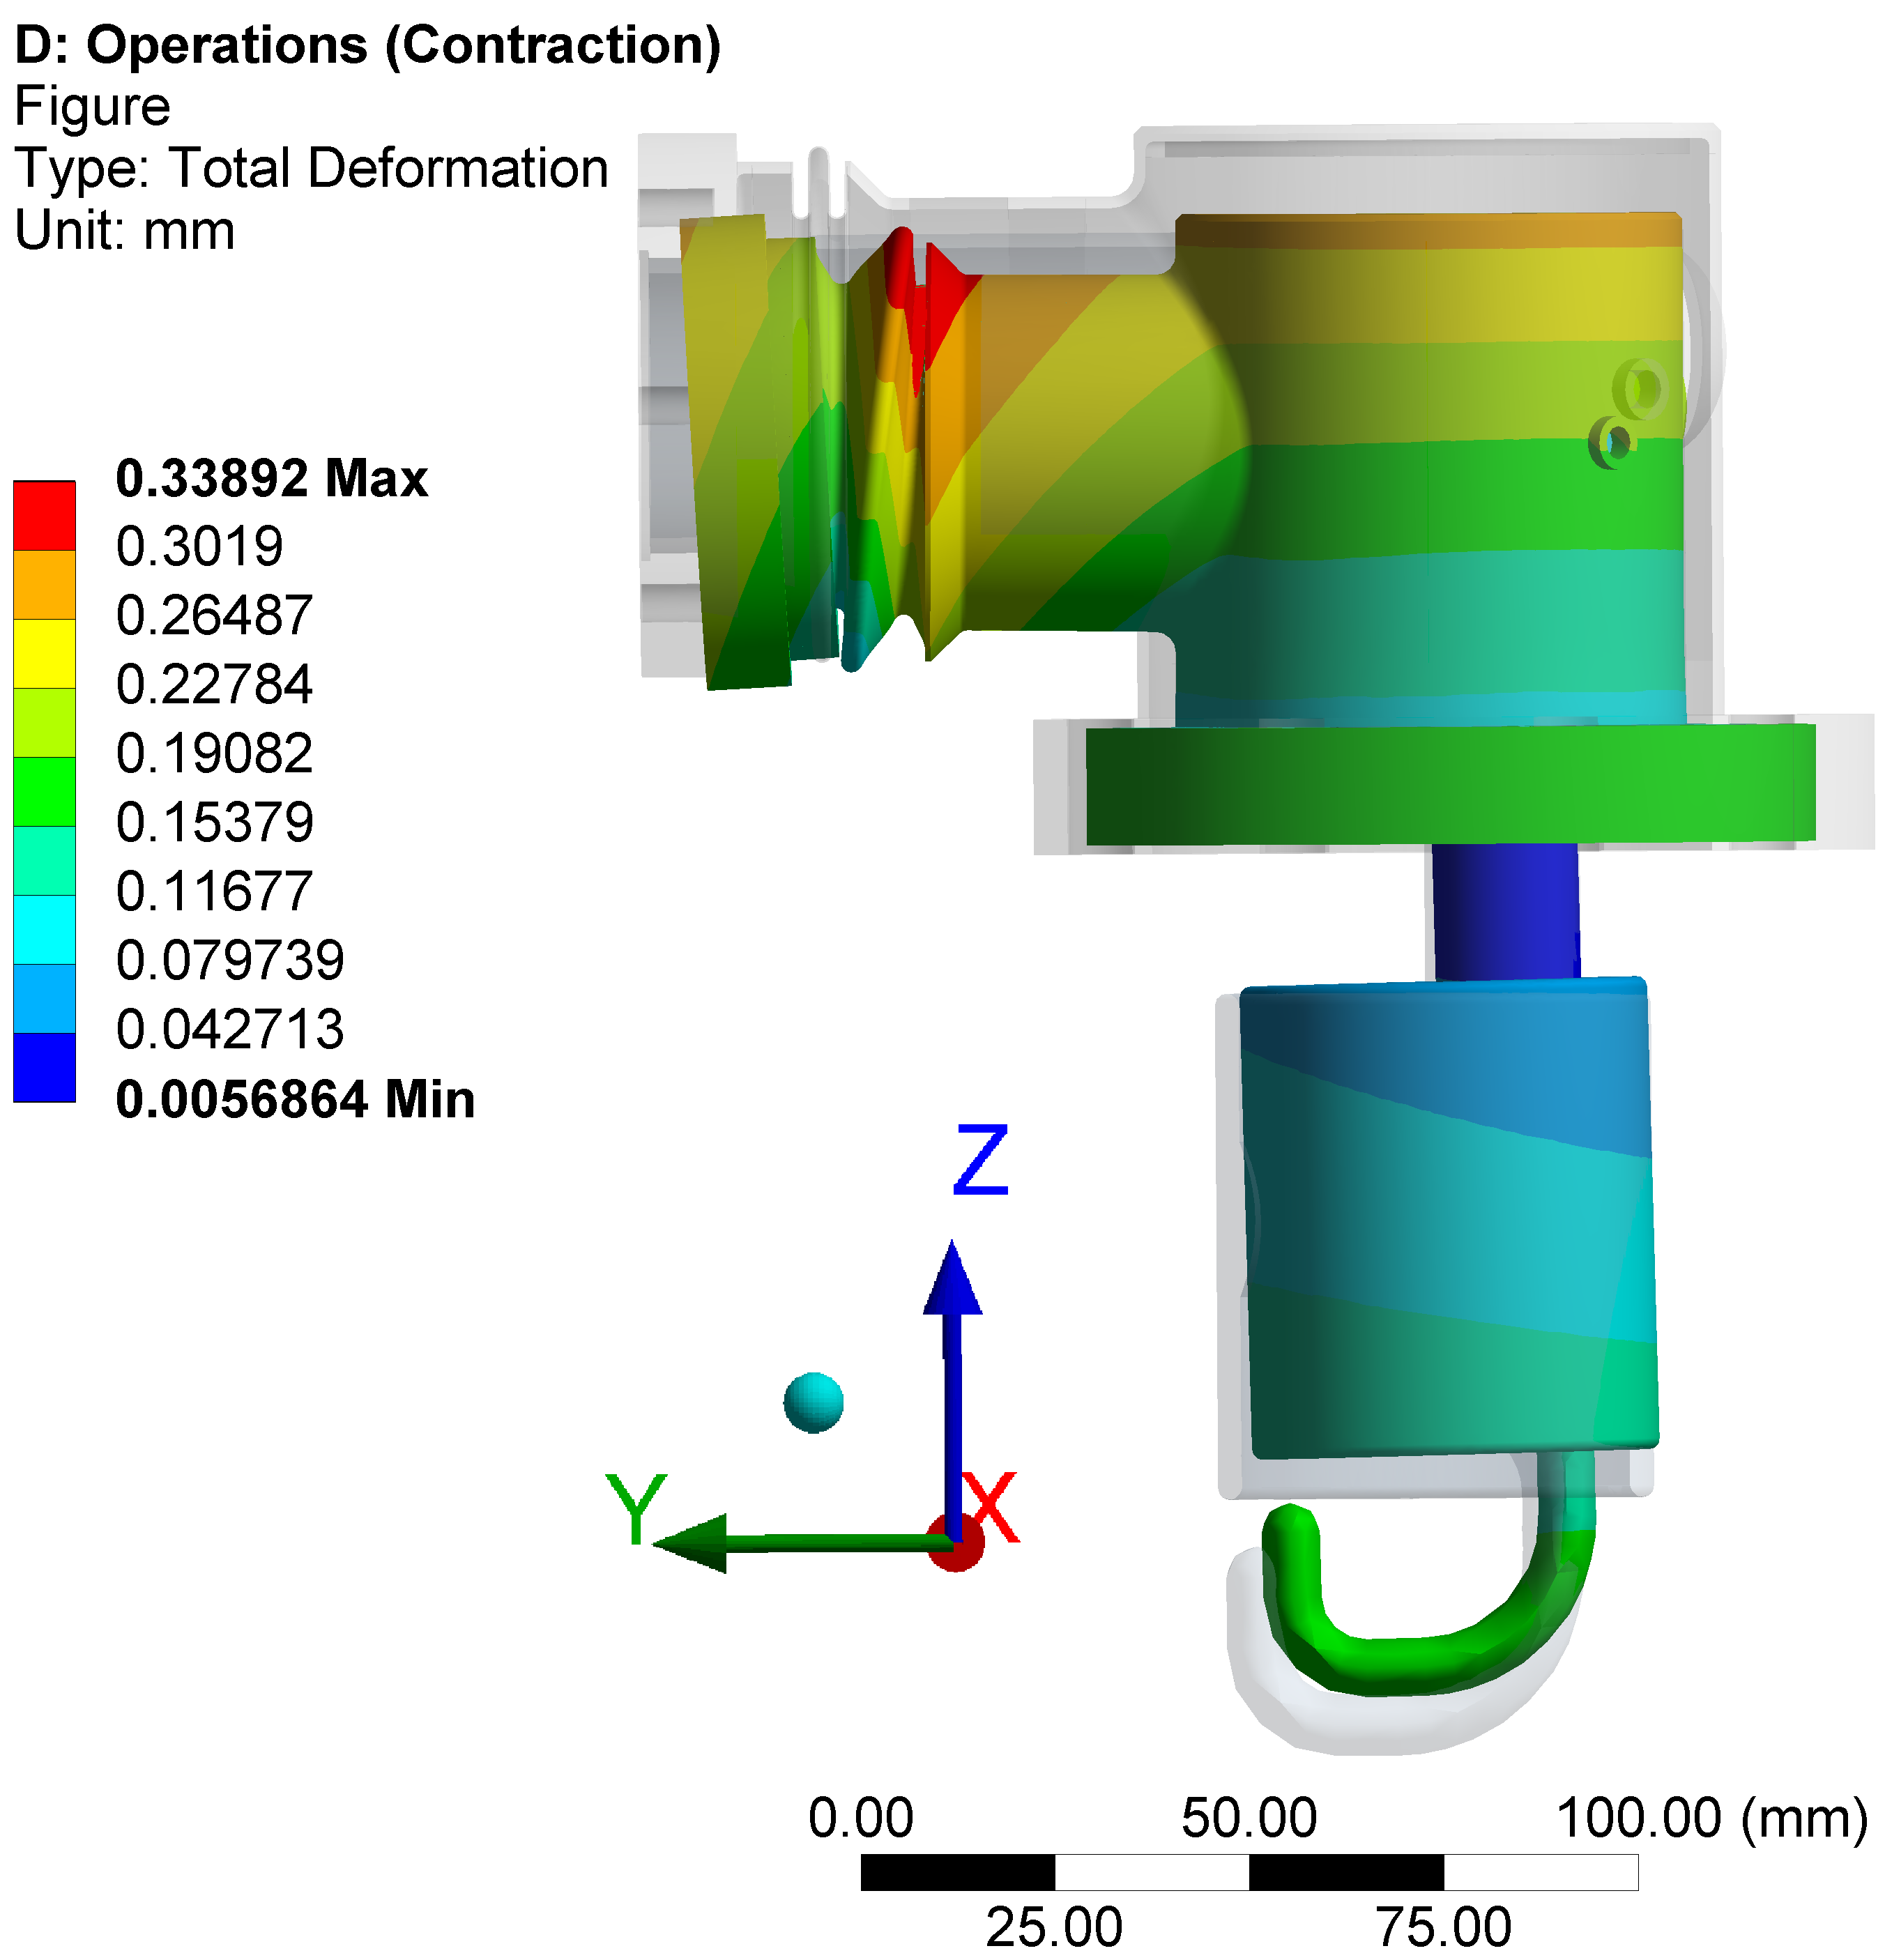 D: Operations (Contraction)
Figure
Type: Total Deformation
Unit: mm
0.33892 Max
0.3019
0.26487
0.22784
0.19082
0.15379
0.11677
0.079739
0.042713
0.0056864 Min
Z
Y
X
0.00 50.00 100.00 (mm)
25.00 75.00